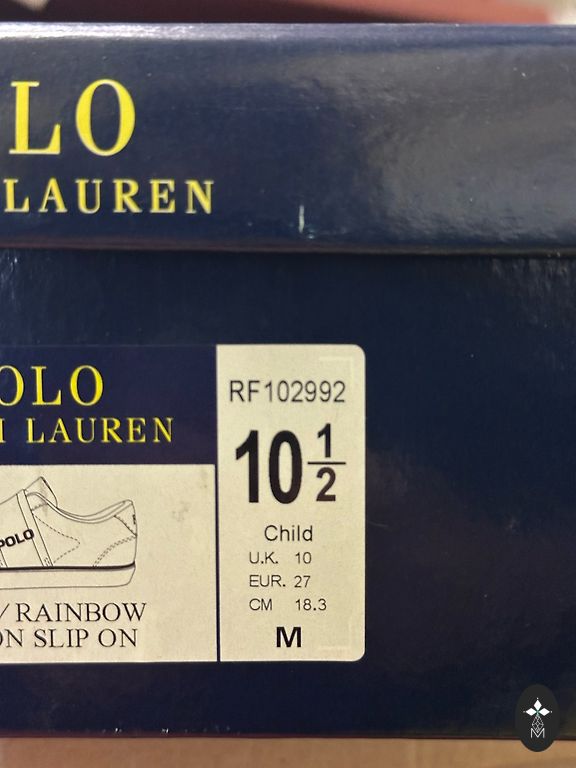 LO
LAUREN
OLO
LAUREN
RF102992
10 1/2
Child
U.K. 10
EUR. 27
CM 18.3
M
POLO
/ RAINBOW
ON SLIP ON
M